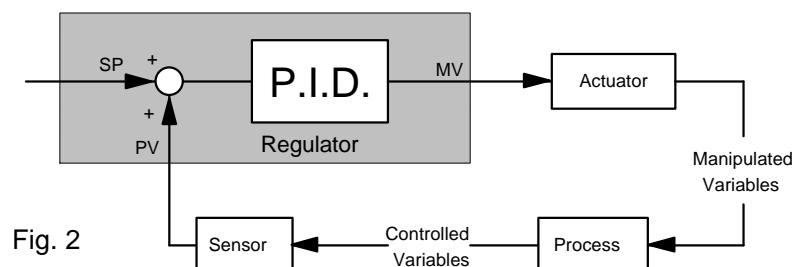 SP
+
P.I.D.
MV
Actuator
+
PV
Regulator
Manipulated
Variables
Fig. 2
Sensor
Controlled
Variables
Process